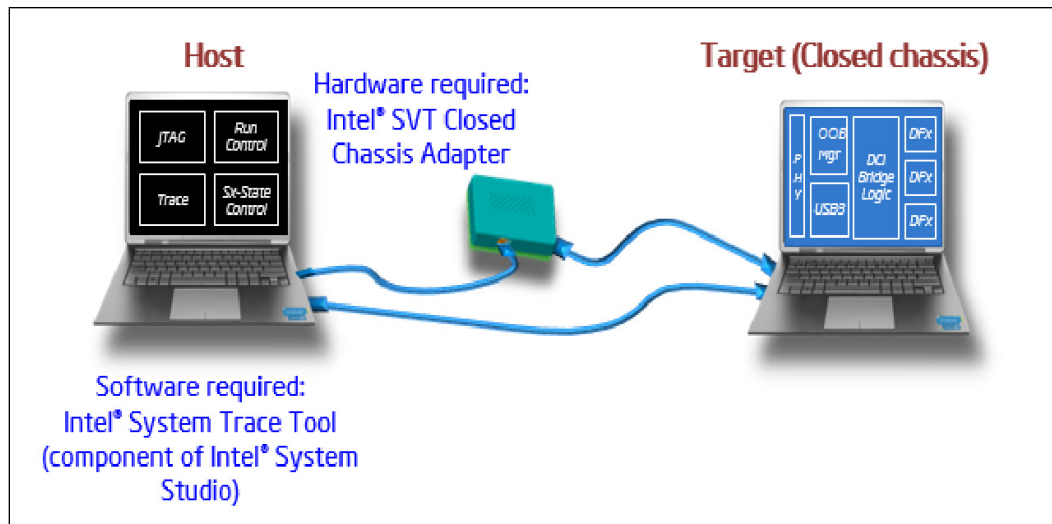 Host
Target (Closed chassis)
Hardware required:
Intel® SVT Closed
Chassis Adapter
JTAG
Run
Control
Trace
Sx-State
Control
P
H
Y
OOB
Mgr
USB3
DCI
Bridge
Logic
DFx
DFx
DFx
Software required:
Intel® System Trace Tool
(component of Intel® System
Studio)